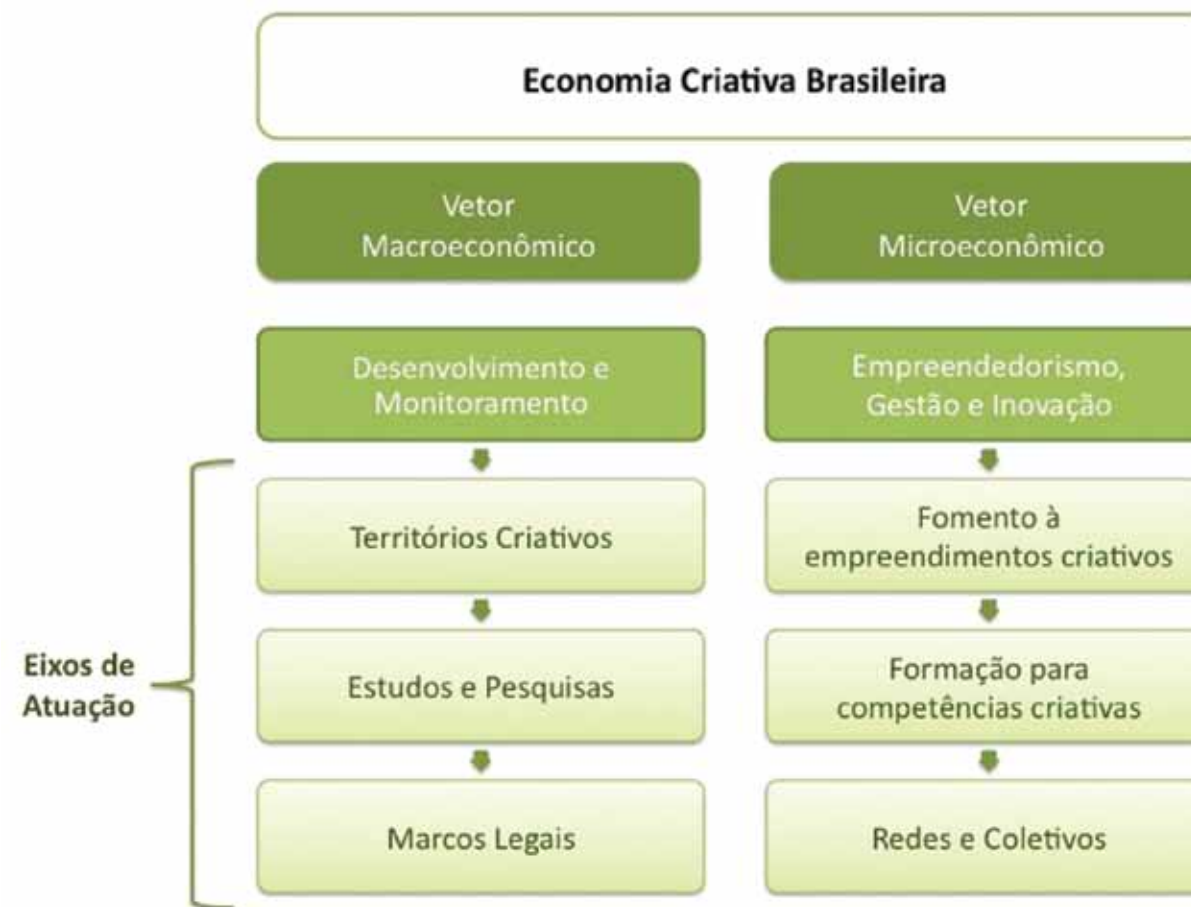 Economia Criativa Brasileira
Vetor
Macroeconômico
Vetor
Microeconômico
Desenvolvimento e
Monitoramento
Empreendedorismo,
Gestão e Inovação
Eixos de
Atuação
Territórios Criativos
Fomento à
empreendimentos criativos
Estudos e Pesquisas
Formação para
competências criativas
Marcos Legais
Redes e Coletivos